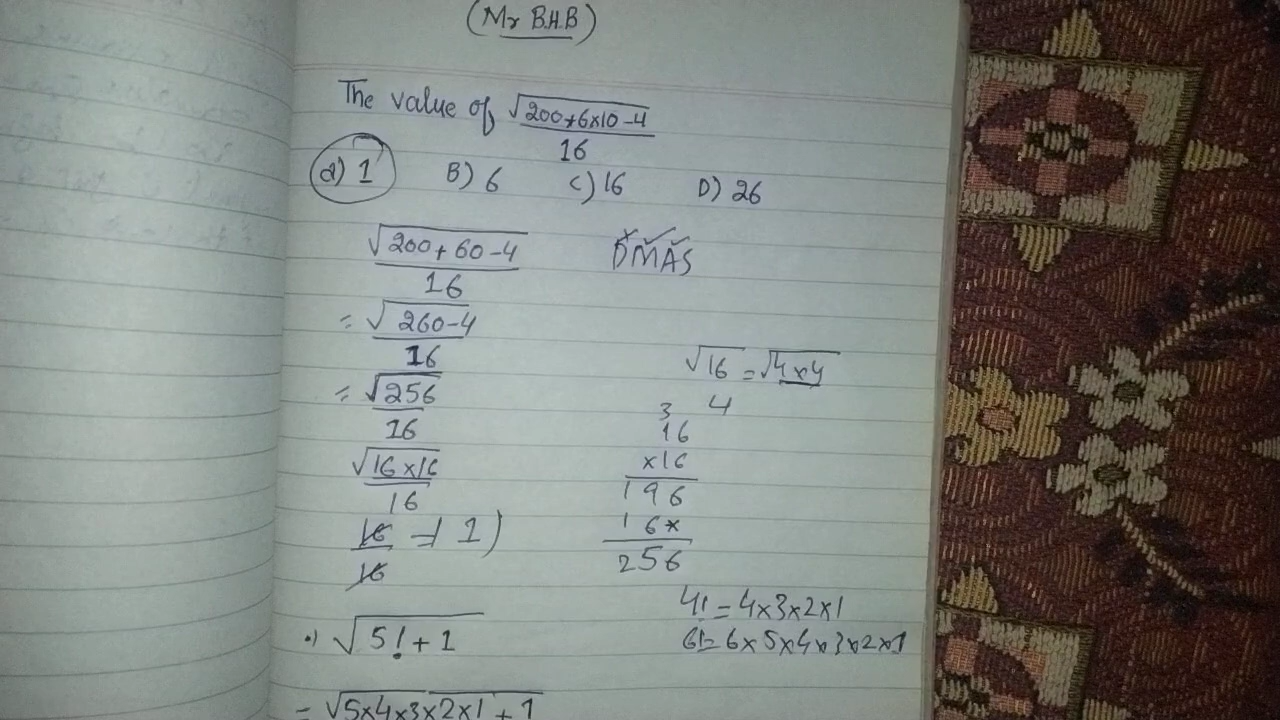 (Mr B.H.B)
The value of √200+6×10-4
16
a) 1 B) 6 C) 16 D) 26
√200+60-4 DMAS
16
= √260-4
16
√16 = √4×4
= √256
16
4
3
16
×16
√16×16
16
196
16×
256
16 = 1)
16
4! = 4×3×2×1
•) √5!+1
6!= 6×5×4×3×2×1
= √5×4×3×2×1+1